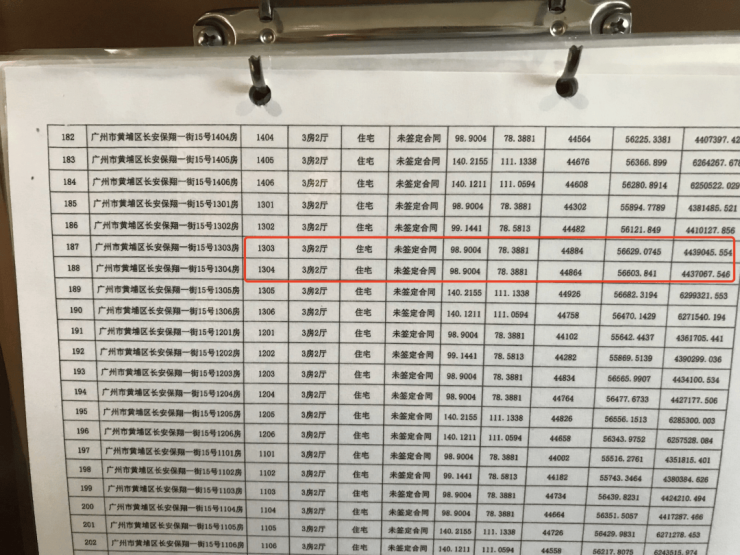 182 广州市黄埔区长安保翔一街15号1404房 1404 3房2厅 住宅 未签定合同 98.9004 78.3881 44564 56225.3381 4407397.42
183 广州市黄埔区长安保翔一街15号1405房 1405 3房2厅 住宅 未签定合同 140.2155 111.1338 44676 56366.899 6264267.678
184 广州市黄埔区长安保翔一街15号1406房 1406 3房2厅 住宅 未签定合同 140.1211 111.0594 44608 56280.8914 6250522.029
185 广州市黄埔区长安保翔一街15号1301房 1301 3房2厅 住宅 未签定合同 98.9004 78.3881 44302 55894.7789 4381485.521
186 广州市黄埔区长安保翔一街15号1302房 1302 3房2厅 住宅 未签定合同 99.1441 78.5813 44482 56121.849 4410127.856
187 广州市黄埔区长安保翔一街15号1303房 1303 3房2厅 住宅 未签定合同 98.9004 78.3881 44884 56629.0745 4439045.554
188 广州市黄埔区长安保翔一街15号1304房 1304 3房2厅 住宅 未签定合同 98.9004 78.3881 44864 56603.841 4437067.546
189 广州市黄埔区长安保翔一街15号1305房 1305 3房2厅 住宅 未签定合同 140.2155 111.1338 44926 56682.3194 6299321.553
190 广州市黄埔区长安保翔一街15号1306房 1306 3房2厅 住宅 未签定合同 140.1211 111.0594 44758 56470.1429 6271540.194
191 广州市黄埔区长安保翔一街15号1201房 1201 3房2厅 住宅 未签定合同 98.9004 78.3881 44102 55642.4437 4361705.441
192 广州市黄埔区长安保翔一街15号1202房 1202 3房2厅 住宅 未签定合同 99.1441 78.5813 44282 55869.5139 4390299.036
193 广州市黄埔区长安保翔一街15号1203房 1203 3房2厅 住宅 未签定合同 98.9004 78.3881 44834 56565.9907 4434100.534
194 广州市黄埔区长安保翔一街15号1204房 1204 3房2厅 住宅 未签定合同 98.9004 78.3881 44764 56477.6733 4427177.506
195 广州市黄埔区长安保翔一街15号1205房 1205 3房2厅 住宅 未签定合同 140.2155 111.1338 44826 56556.1513 6285300.003
196 广州市黄埔区长安保翔一街15号1206房 1206 3房2厅 住宅 未签定合同 140.1211 111.0594 44658 56343.9752 6257528.084
197 广州市黄埔区长安保翔一街15号1101房 1101 3房2厅 住宅 未签定合同 98.9004 78.3881 44002 55516.2761 4351815.401
198 广州市黄埔区长安保翔一街15号1102房 1102 3房2厅 住宅 未签定合同 99.1441 78.5813 44182 55743.3464 4380384.626
199 广州市黄埔区长安保翔一街15号1103房 1103 3房2厅 住宅 未签定合同 98.9004 78.3881 44734 56439.8231 4424210.494
200 广州市黄埔区长安保翔一街15号1104房 1104 3房2厅 住宅 未签定合同 98.9004 78.3881 44664 56351.5057 4417287.466
201 广州市黄埔区长安保翔一街15号1105房 1105 3房2厅 住宅 未签定合同 140.2155 111.1338 44726 56429.9831 6271278.453
202 广州市黄埔区长安保翔一街15号1106房 1106 3房2厅 住宅 未签定合同 140.1211 111.0594 44558 56217.8075